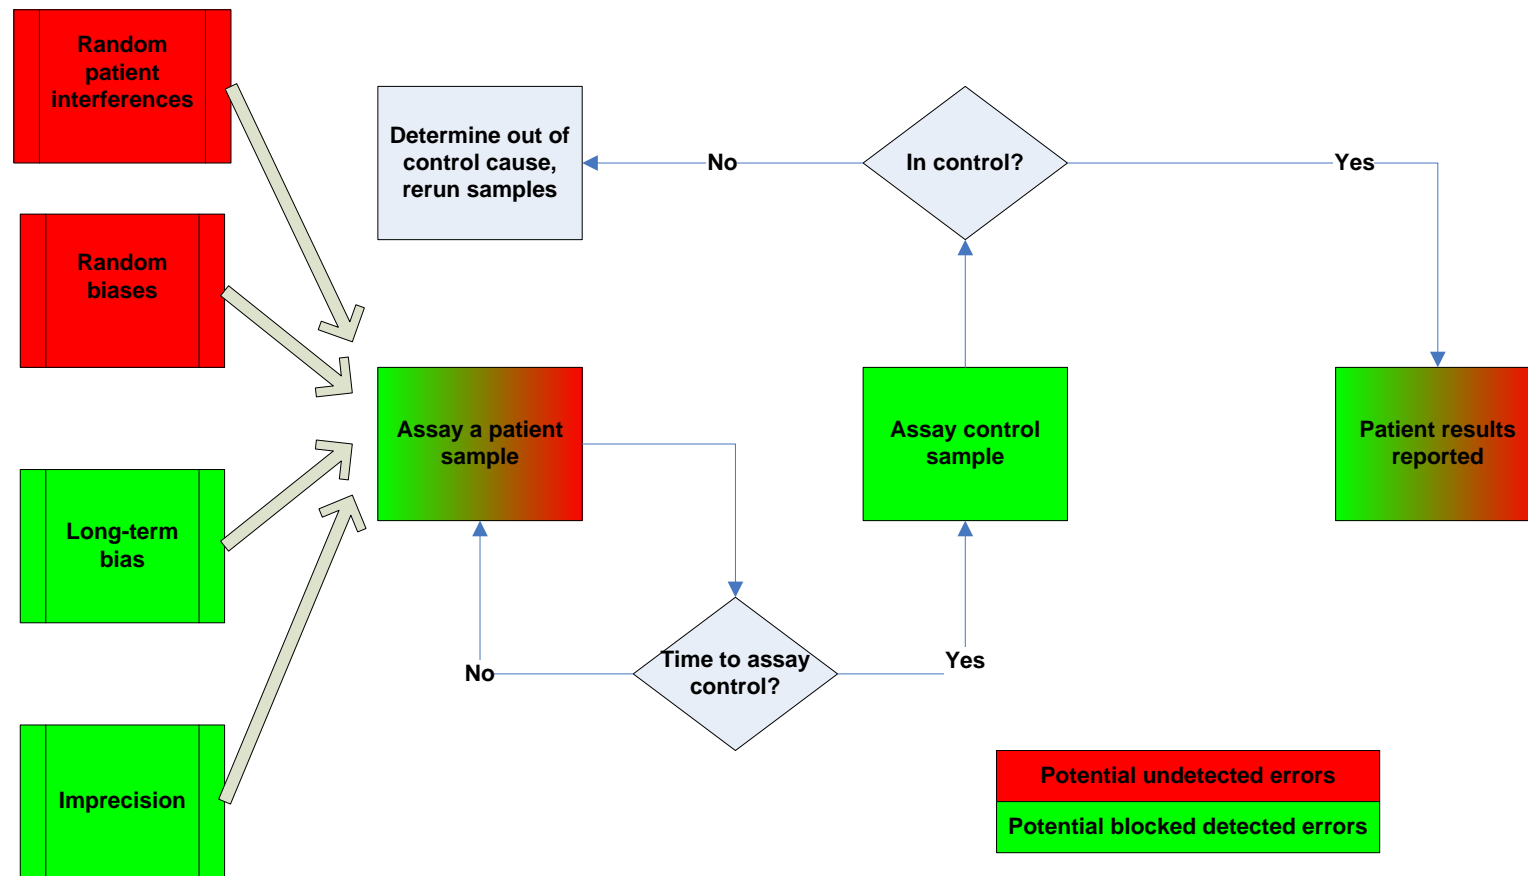 Random
patient
interferences
Determine out of
control cause,
rerun samples
No
In control?
Yes
Random
biases
Assay a patient
sample
Assay control
sample
Patient results
reported
Long-term
bias
No
Time to assay
control?
Yes
Imprecision
Potential undetected errors
Potential blocked detected errors